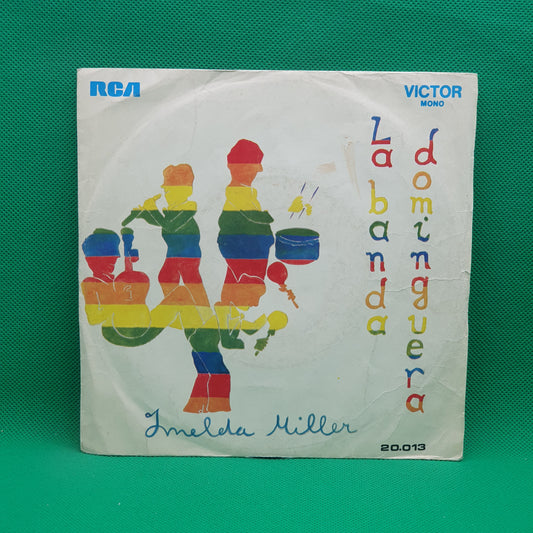 RCA
VICTOR
MONO
La banda
dominguera
Imelda Miller
20.013